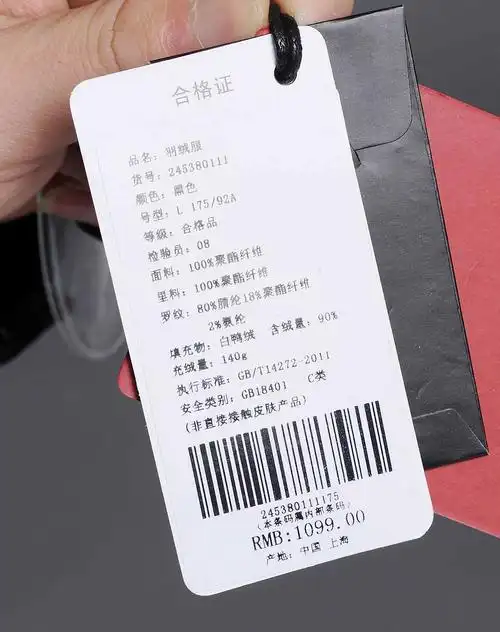 合格证
品名: 羽绒服
货号: 245380111
颜色: 黑色
号型: L 175/92A
等级: 合格品
检验员: 08
面料: 100%聚酯纤维
里料: 100%聚酯纤维
罗纹: 80%腈纶18%聚酯纤维
2%氨纶
填充物: 白鸭绒 含绒量: 90%
充绒量: 140g
执行标准: GB/T14272-2011
安全类别: GB18401 C类
(非直接接触皮肤产品)
245380111175
(本条码属内部条码)
RMB:1099.00
产地: 中国 上海